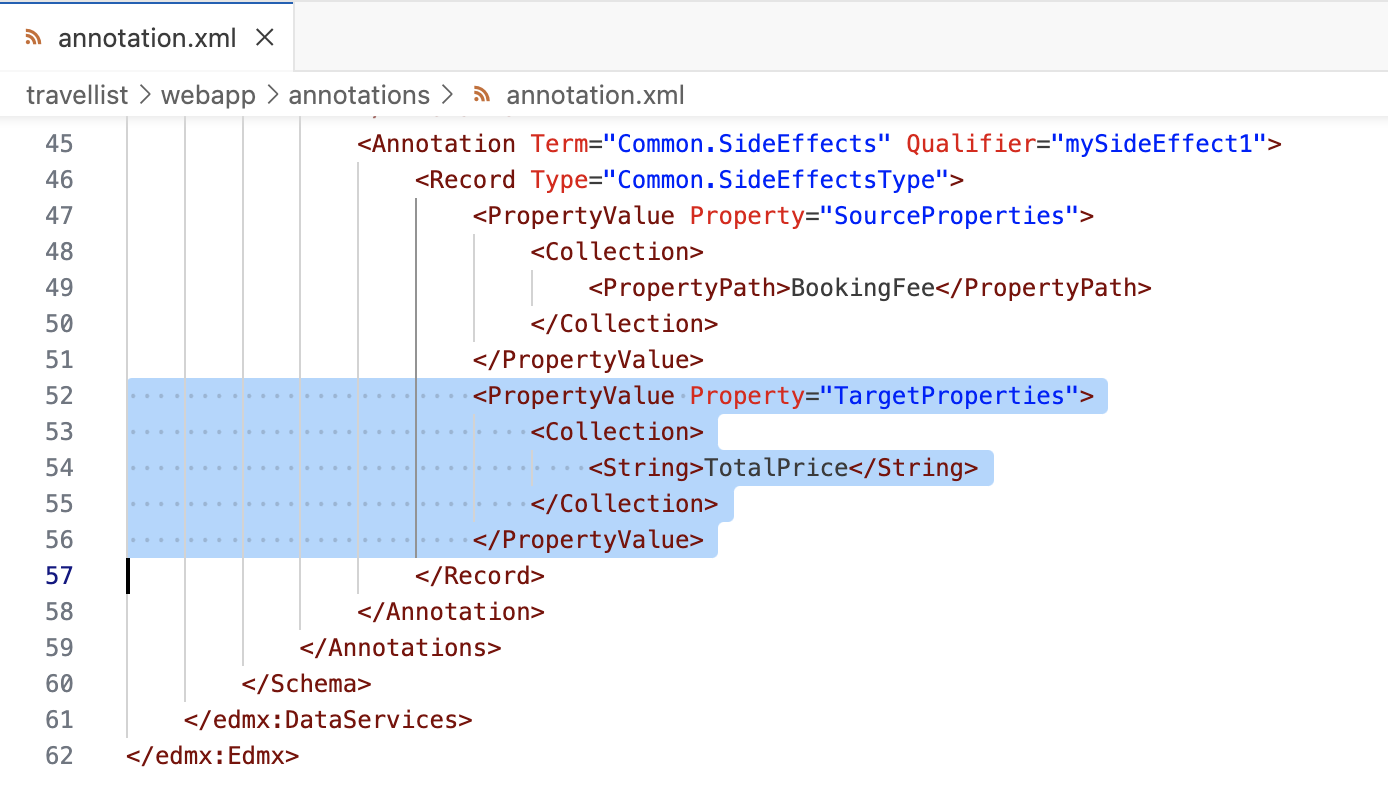 annotation.xml
travellist > webapp > annotations > annotation.xml
45 <Annotation Term="Common.SideEffects" Qualifier="mySideEffect1">
46 <Record Type="Common.SideEffectsType">
47 <PropertyValue Property="SourceProperties">
48 <Collection>
49 <PropertyPath>BookingFee</PropertyPath>
50 </Collection>
51 </PropertyValue>
52 <PropertyValue Property="TargetProperties">
53 <Collection>
54 <String>TotalPrice</String>
55 </Collection>
56 </PropertyValue>
57 </Record>
58 </Annotation>
59 </Annotations>
60 </Schema>
61 </edmx:DataServices>
62 </edmx:Edmx>